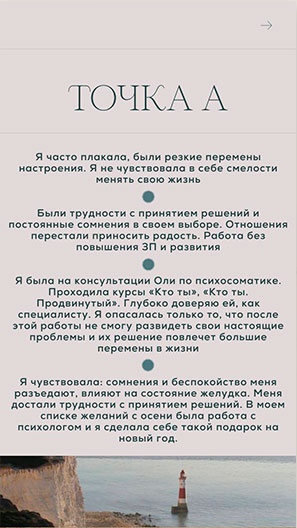 ТОЧКА А
Я часто плакала, были резкие перемены
настроения. Я не чувствовала в себе смелости
менять свою жизнь
Были трудности с принятием решений и
постоянные сомнения в своем выборе. Отношения
перестали приносить радость. Работа без
повышения ЗП и развития
Я была на консультации Оли по психосоматике.
Проходила курсы «Кто ты», «Кто ты.
Продвинутый». Глубоко доверяю ей, как
специалисту. Я опасалась только то, что после
этой работы не смогу развидеть свои настоящие
проблемы и их решение повлечет большие
перемены в жизни
Я чувствовала: сомнения и беспокойство меня
разъедают, влияют на состояние желудка. Меня
достали трудности с принятием решений. В моем
списке желаний с осени была работа с
психологом и я сделала себе такой подарок на
новый год.